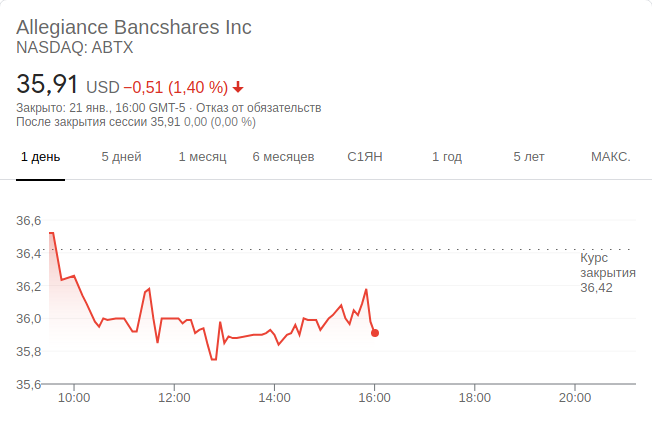 Allegiance Bancshares Inc
NASDAQ: ABTX
35,91 USD −0,51 (1,40 %)
Закрыто: 21 янв., 16:00 GMT-5 · Отказ от обязательств
После закрытия сессии 35,91 0,00 (0,00 %)
1 день 5 дней 1 месяц 6 месяцев С1ЯН 1 год 5 лет МАКС.
36,6
36,4
Курс
закрытия
36,42
36,2
36,0
35,8
35,6
10:00 12:00 14:00 16:00 18:00 20:00